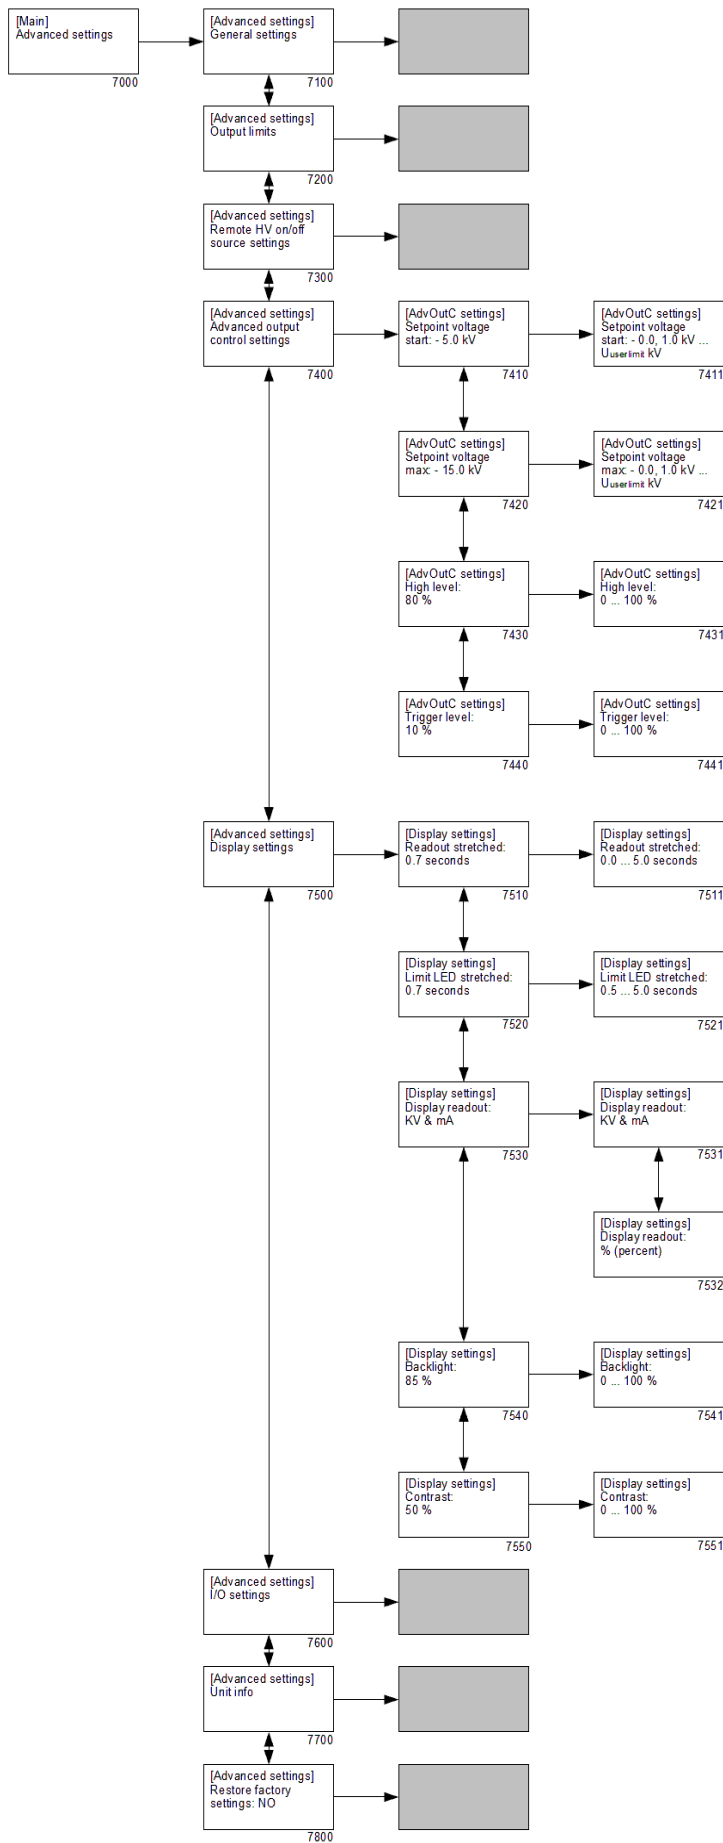 [Main]
Advanced settings
7000
[Advanced settings]
General settings
7100
[Advanced settings]
Output limits
7200
[Advanced settings]
Remote HV on/off
source settings
7300
[Advanced settings]
Advanced output
control settings
7400
[AdvOutC settings]
Setpoint voltage
start: - 5.0 kV
7410
[AdvOutC settings]
Setpoint voltage
start: - 0.0, 1.0 kV ...
Uuserlimit kV
7411
[AdvOutC settings]
Setpoint voltage
max: - 15.0 kV
7420
[AdvOutC settings]
Setpoint voltage
max: - 0.0, 1.0 kV ...
Uuserlimit kV
7421
[AdvOutC settings]
High level:
80 %
7430
[AdvOutC settings]
High level:
0 ... 100 %
7431
[AdvOutC settings]
Trigger level:
10 %
7440
[AdvOutC settings]
Trigger level:
0 ... 100 %
7441
[Advanced settings]
Display settings
7500
[Display settings]
Readout stretched:
0.7 seconds
7510
[Display settings]
Readout stretched:
0.0 ... 5.0 seconds
7511
[Display settings]
Limit LED stretched:
0.7 seconds
7520
[Display settings]
Limit LED stretched:
0.5 ... 5.0 seconds
7521
[Display settings]
Display readout:
KV & mA
7530
[Display settings]
Display readout:
KV & mA
7531
[Display settings]
Display readout:
% (percent)
7532
[Display settings]
Backlight:
85 %
7540
[Display settings]
Backlight:
0 ... 100 %
7541
[Display settings]
Contrast:
50 %
7550
[Display settings]
Contrast:
0 ... 100 %
7551
[Advanced settings]
I/O settings
7600
[Advanced settings]
Unit info
7700
[Advanced settings]
Restore factory
settings: NO
7800